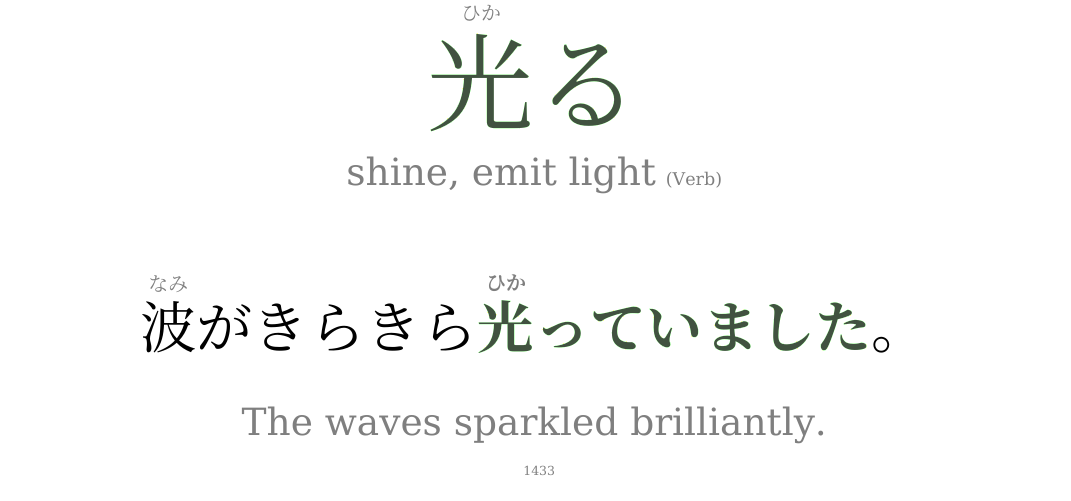 ひか
光る
shine, emit light (Verb)
なみ ひか
波がきらきら光っていました。
The waves sparkled brilliantly.
1433